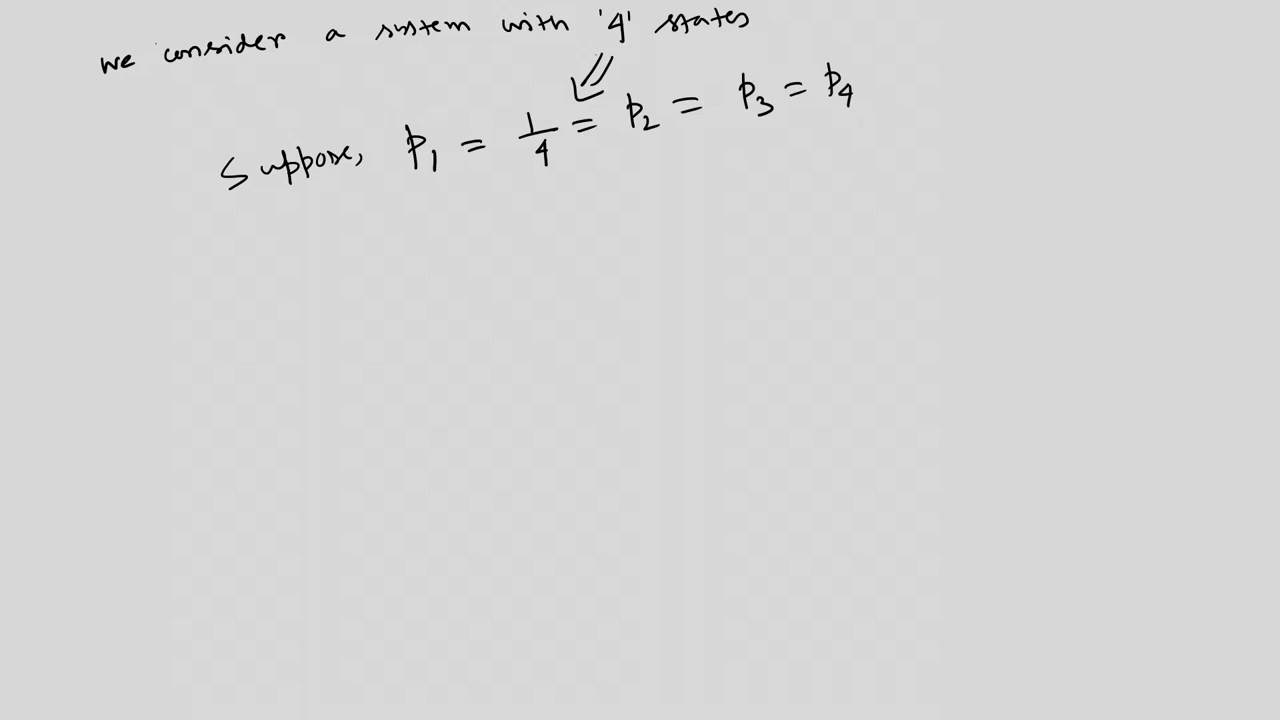 we consider a system with '4' states
Suppose, p₁ = 1/4 = p₂ = p₃ = p₄